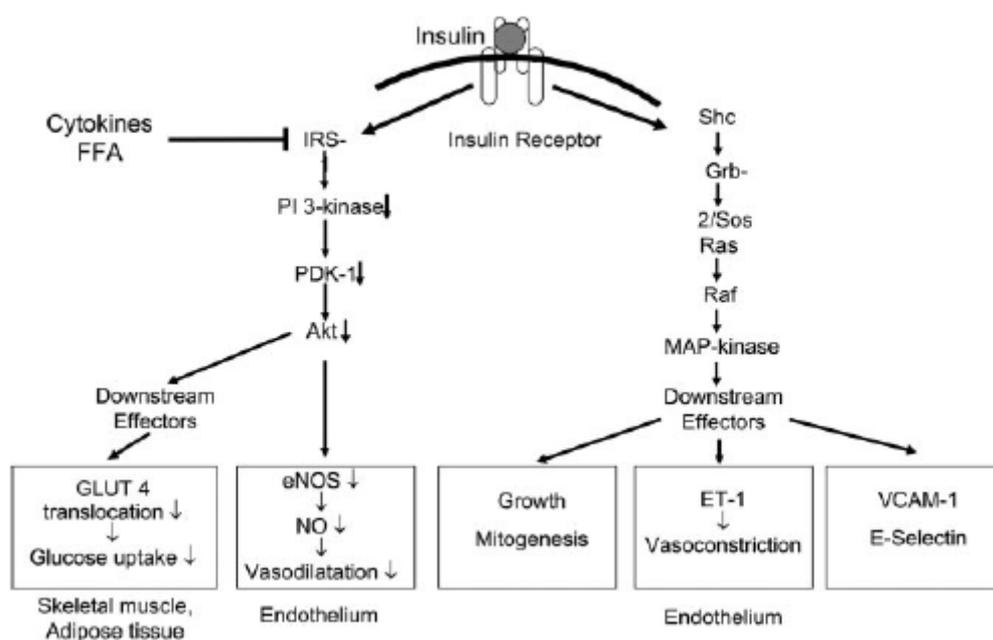 Insulin
Insulin Receptor
Cytokines
FFA
IRS-
1
PI 3-kinase↓
PDK-1↓
Akt↓
Downstream
Effectors
GLUT 4
translocation ↓
↓
Glucose uptake ↓
Skeletal muscle,
Adipose tissue
eNOS ↓
↓
NO ↓
↓
Vasodilatation ↓
Endothelium
Shc
Grb-
2/Sos
Ras
Raf
MAP-kinase
Downstream
Effectors
Growth
Mitogenesis
ET-1
↓
Vasoconstriction
VCAM-1
E-Selectin
Endothelium